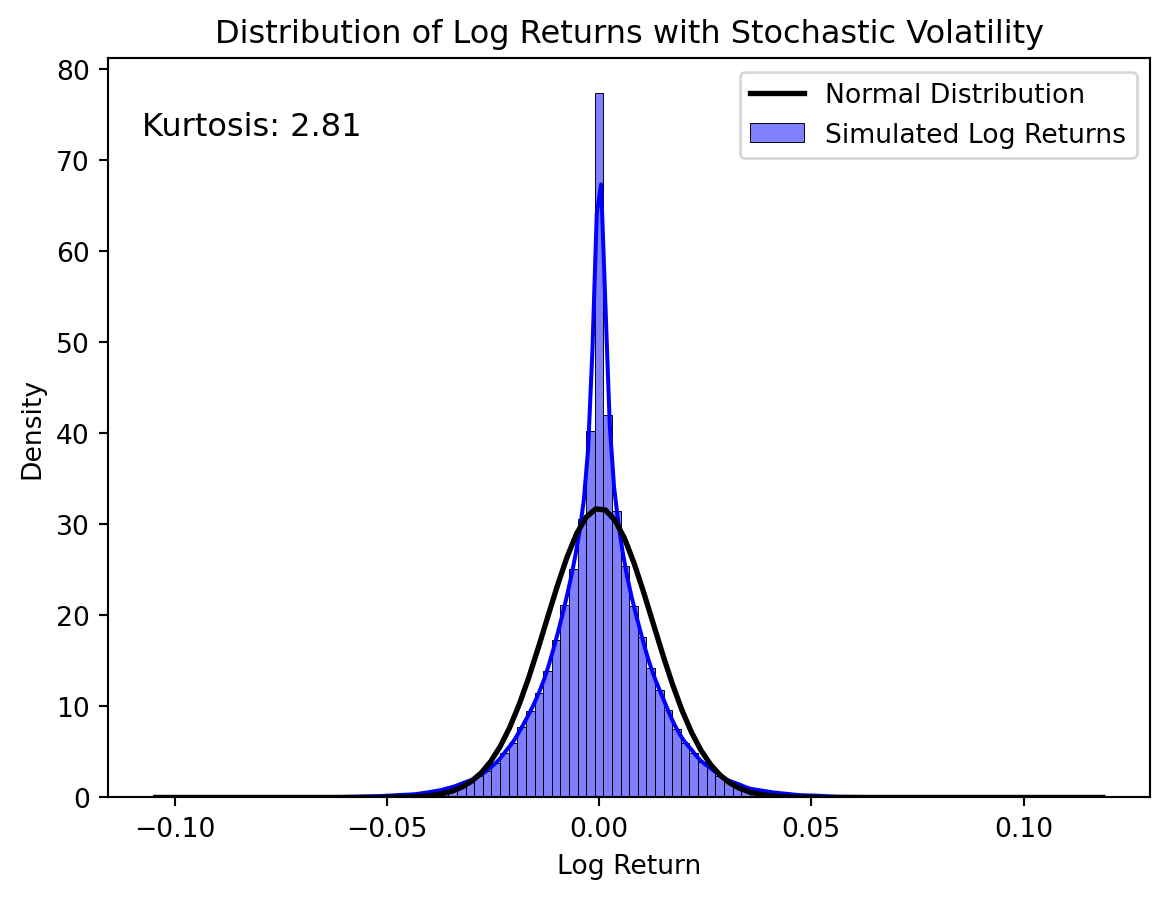 Distribution of Log Returns with Stochastic Volatility
80
Kurtosis: 2.81
Normal Distribution
Simulated Log Returns
70
60
50
40
30
20
10
0
Density
−0.10
−0.05
0.00
0.05
0.10
Log Return